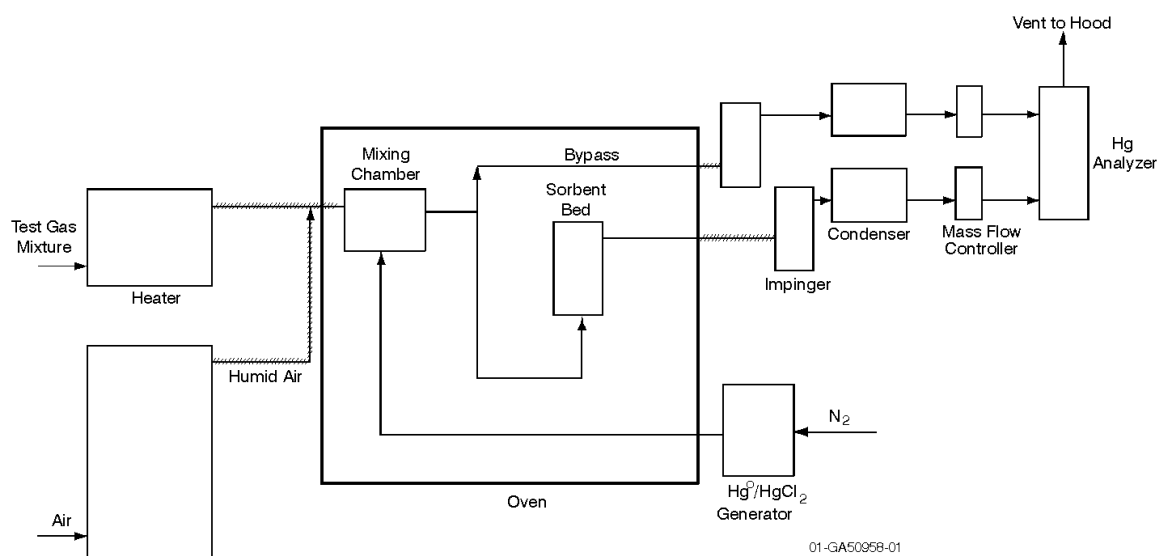 Vent to Hood
Mixing
Chamber
Bypass
Hg
Analyzer
Sorbent
Bed
Test Gas
Mixture
Condenser
Mass Flow
Controller
Heater
Impinger
Humid Air
N2
Hg0/HgCl2
Generator
Oven
Air
01-GA50958-01